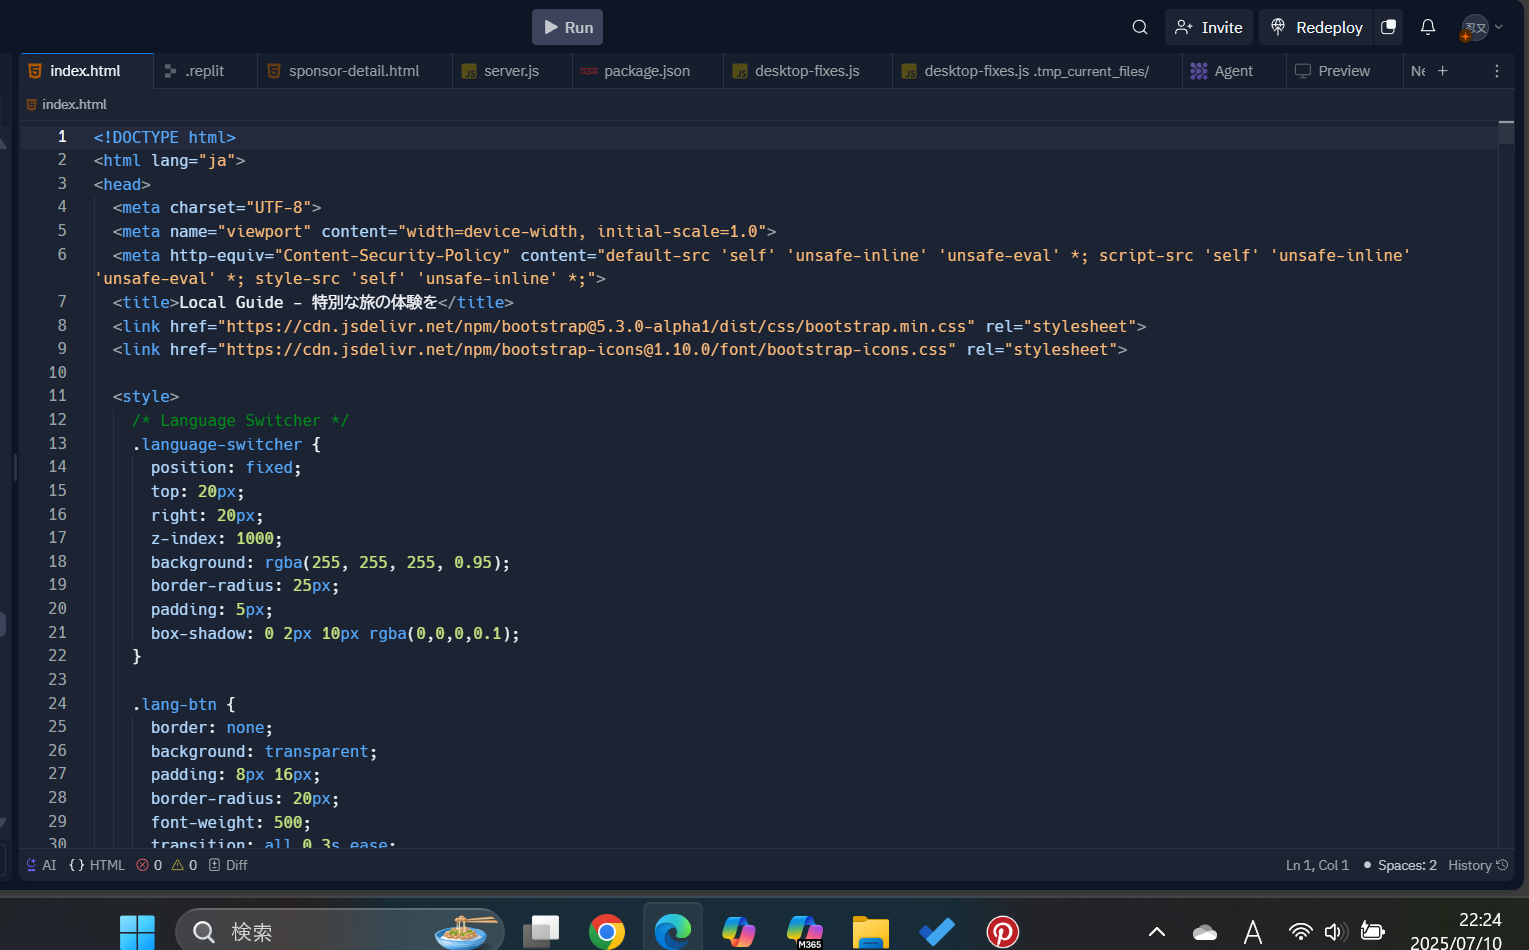 Run
Invite
Redeploy
忍又
index.html
.replit
sponsor-detail.html
server.js
package.json
desktop-fixes.js
desktop-fixes.js .tmp_current_files/
Agent
Preview
Ne
index.html
1 <!DOCTYPE html>
2 <html lang="ja">
3 <head>
4 <meta charset="UTF-8">
5 <meta name="viewport" content="width=device-width, initial-scale=1.0">
6 <meta http-equiv="Content-Security-Policy" content="default-src 'self' 'unsafe-inline' 'unsafe-eval' *; script-src 'self' 'unsafe-inline'
'unsafe-eval' *; style-src 'self' 'unsafe-inline' *;">
7 <title>Local Guide - 特別な旅の体験を</title>
8 <link href="https://cdn.jsdelivr.net/npm/bootstrap@5.3.0-alpha1/dist/css/bootstrap.min.css" rel="stylesheet">
9 <link href="https://cdn.jsdelivr.net/npm/bootstrap-icons@1.10.0/font/bootstrap-icons.css" rel="stylesheet">
10
11 <style>
12 /* Language Switcher */
13 .language-switcher {
14 position: fixed;
15 top: 20px;
16 right: 20px;
17 z-index: 1000;
18 background: rgba(255, 255, 255, 0.95);
19 border-radius: 25px;
20 padding: 5px;
21 box-shadow: 0 2px 10px rgba(0,0,0,0.1);
22 }
23
24 .lang-btn {
25 border: none;
26 background: transparent;
27 padding: 8px 16px;
28 border-radius: 20px;
29 font-weight: 500;
30 transition: all 0.3s ease;
AI
{} HTML
0
0
Diff
Ln 1, Col 1
Spaces: 2
History
検索
M365
A
22:24
2025/07/10